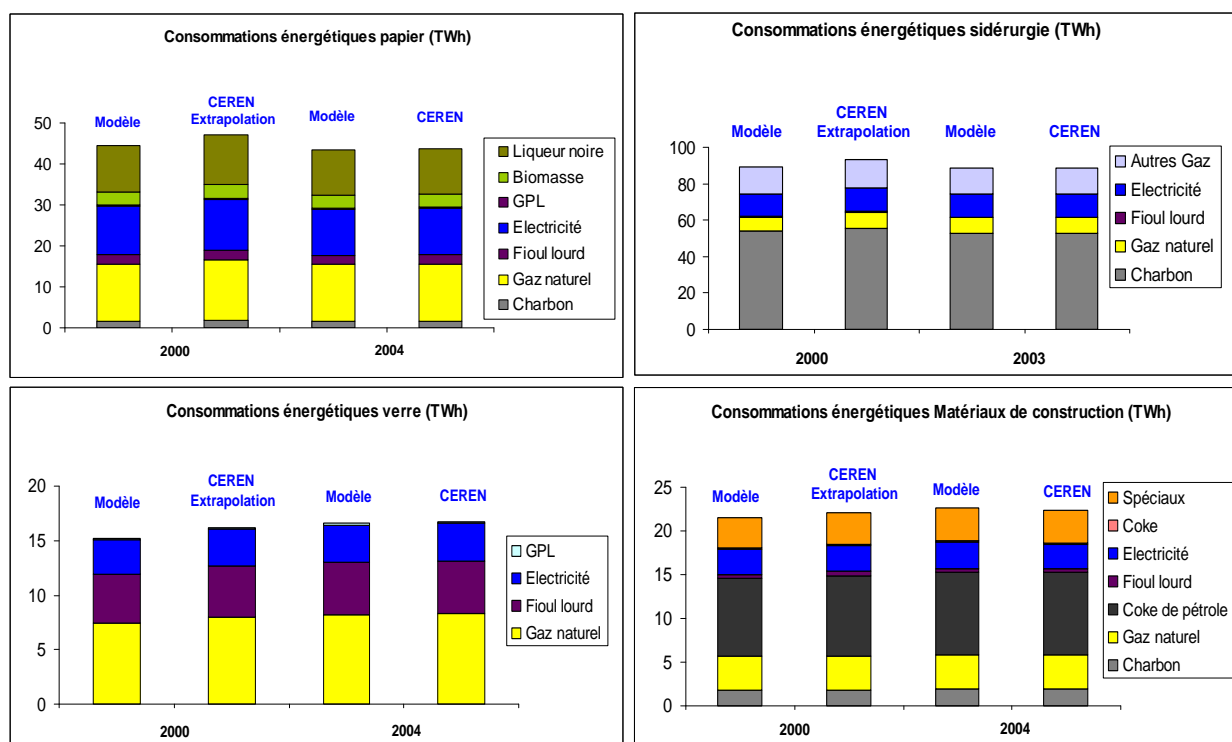 Consommations énergétiques papier (TWh)
Modèle
CEREN
Extrapolation
Modèle
CEREN
50
40
30
20
10
0
2000
2004
Liqueur noire
Biomasse
GPL
Electricité
Fioul lourd
Gaz naturel
Charbon
Consommations énergétiques sidérurgie (TWh)
Modèle
CEREN
Extrapolation
Modèle
CEREN
100
80
60
40
20
0
2000
2003
Autres Gaz
Electricité
Fioul lourd
Gaz naturel
Charbon
Consommations énergétiques verre (TWh)
Modèle
CEREN
Extrapolation
Modèle
CEREN
20
15
10
5
0
2000
2004
GPL
Electricité
Fioul lourd
Gaz naturel
Consommations énergétiques Matériaux de construction (TWh)
Modèle
CEREN
Extrapolation
Modèle
CEREN
25
20
15
10
5
0
2000
2004
Spéciaux
Coke
Electricité
Fioul lourd
Coke de pétrole
Gaz naturel
Charbon